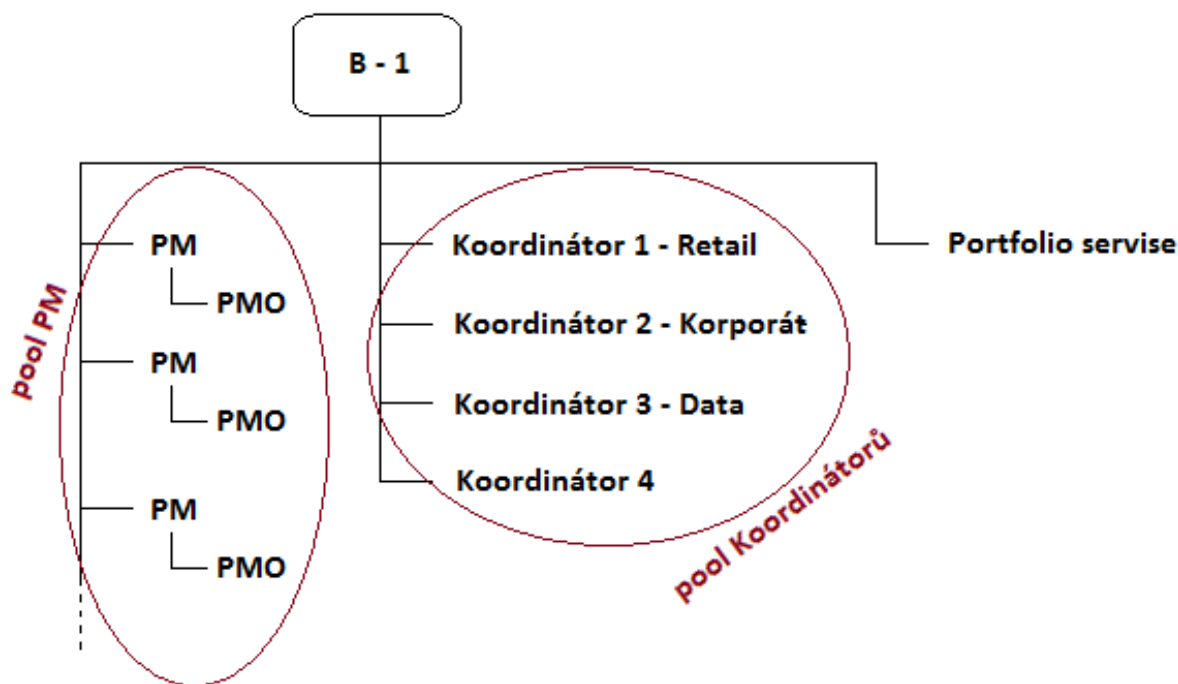 B - 1
pool PM
PM
PMO
PM
PMO
PM
PMO
Koordinátor 1 - Retail
Koordinátor 2 - Korporát
Koordinátor 3 - Data
Koordinátor 4
pool Koordinátorů
Portfolio servise